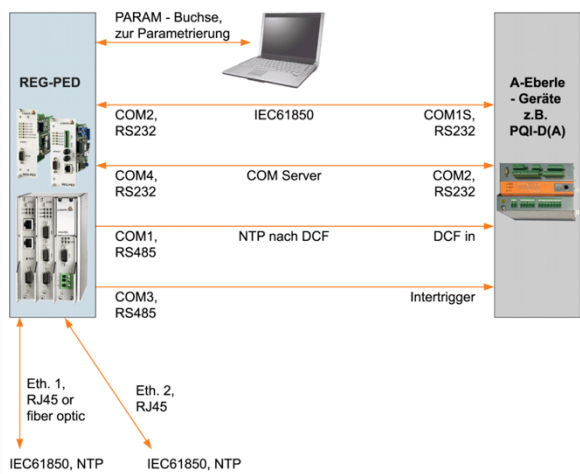 PARAM - Buchse,
zur Parametrierung
REG-PED
A-Eberle
- Geräte
z.B.
PQI-D(A)
COM2,
RS232
IEC61850
COM1S,
RS232
COM4,
RS232
COM Server
COM2,
RS232
COM1,
RS485
NTP nach DCF
DCF in
COM3,
RS485
Intertrigger
Eth. 1,
RJ45 or
fiber optic
Eth. 2,
RJ45
IEC61850, NTP
IEC61850, NTP